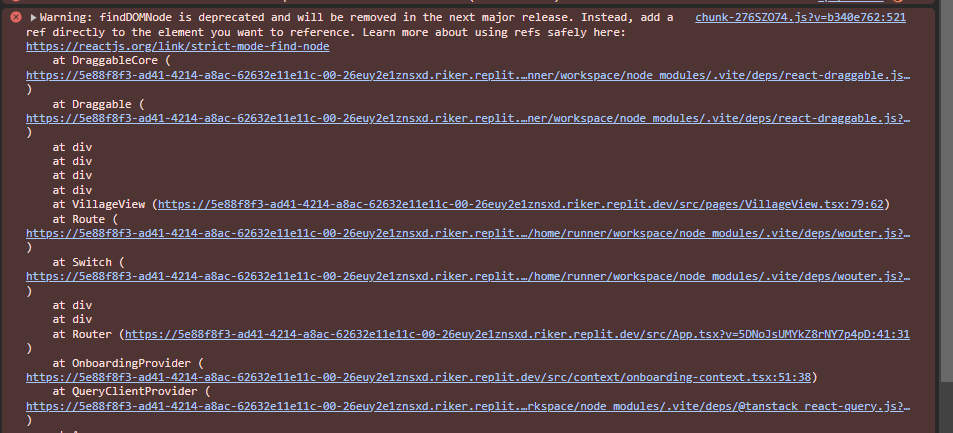 Warning: findDOMNode is deprecated and will be removed in the next major release. Instead, add a chunk-276SZO74.js?v=b340e762:521
ref directly to the element you want to reference. Learn more about using refs safely here:
https://reactjs.org/link/strict-mode-find-node
at DraggableCore (
https://5e88f8f3-ad41-4214-a8ac-62632e11e11c-00-26euy2e1znsxd.riker.replit.…nner/workspace/node_modules/.vite/deps/react-draggable.js…
)
at Draggable (
https://5e88f8f3-ad41-4214-a8ac-62632e11e11c-00-26euy2e1znsxd.riker.replit.…ner/workspace/node_modules/.vite/deps/react-draggable.js?…
)
at div
at div
at div
at div
at VillageView (https://5e88f8f3-ad41-4214-a8ac-62632e11e11c-00-26euy2e1znsxd.riker.replit.dev/src/pages/VillageView.tsx:79:62)
at Route (
https://5e88f8f3-ad41-4214-a8ac-62632e11e11c-00-26euy2e1znsxd.riker.replit.…/home/runner/workspace/node_modules/.vite/deps/wouter.js?…
)
at Switch (
https://5e88f8f3-ad41-4214-a8ac-62632e11e11c-00-26euy2e1znsxd.riker.replit.…/home/runner/workspace/node_modules/.vite/deps/wouter.js?…
)
at div
at div
at Router (https://5e88f8f3-ad41-4214-a8ac-62632e11e11c-00-26euy2e1znsxd.riker.replit.dev/src/App.tsx?v=5DNoJsUMYkZ8rNY7p4pD:41:31
)
at OnboardingProvider (
https://5e88f8f3-ad41-4214-a8ac-62632e11e11c-00-26euy2e1znsxd.riker.replit.dev/src/context/onboarding-context.tsx:51:38)
at QueryClientProvider (
https://5e88f8f3-ad41-4214-a8ac-62632e11e11c-00-26euy2e1znsxd.riker.replit.…rkspace/node_modules/.vite/deps/@tanstack_react-query.js?…
)